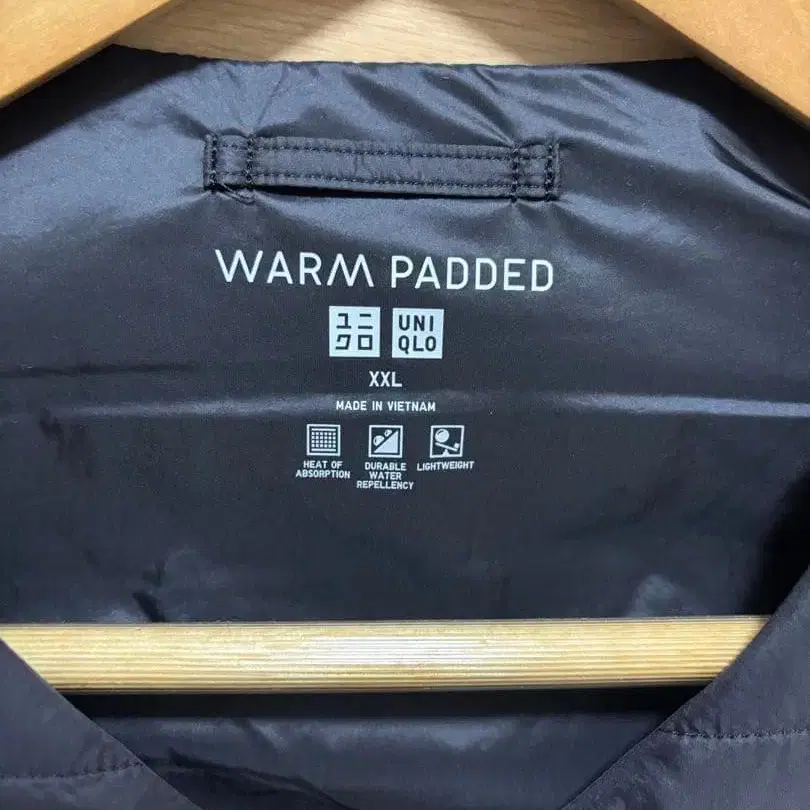 WARM PADDED
ユニ UNI
クロ QLO
XXL
MADE IN VIETNAM
HEAT OF DURABLE LIGHTWEIGHT
ABSORPTION WATER
REPELLENCY